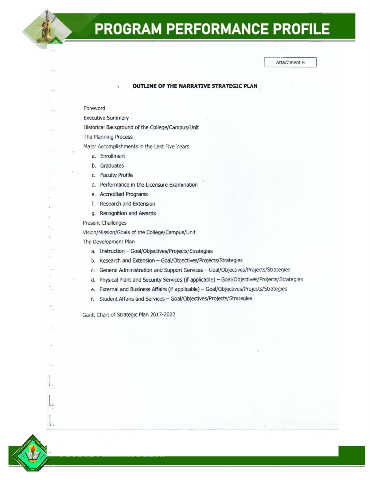 PROGRAM PERFORMANCE PROFILE
Attachment
OUTLINE OF THE NARRATIVE STRATEGIC PLAN
Foreword
Executive Summary
Historical Background of the College/Campus/Unit
The Planning Process
Major Accomplishments in the Last Five Years
a. Enrollment
b. Graduates
c. Faculty Profile
d. Performance in the Licensure Examination
e. Accredited Programs
f. Research and Extension
g. Recognition and Awards
Present Challenges
Vision/Mission/Goals of the College/Campus/Unit
The Development Plan
a. Instruction – Goal/Objectives/Projects/Strategies
b. Research and Extension – Goal/Objectives/Projects/Strategies
c. General Administration and Support Services – Goal/Objectives/Projects/Strategies
d. Physical Plans and Security Services (if applicable) – Goal/Objectives/Projects/Strategies
e. External and Business Affairs (if applicable) – Goal/Objectives/Projects/Strategies
f. Student Affairs and Services – Goal/Objectives/Projects/Strategies
Gantt Chart of Strategic Plan 2017-2022